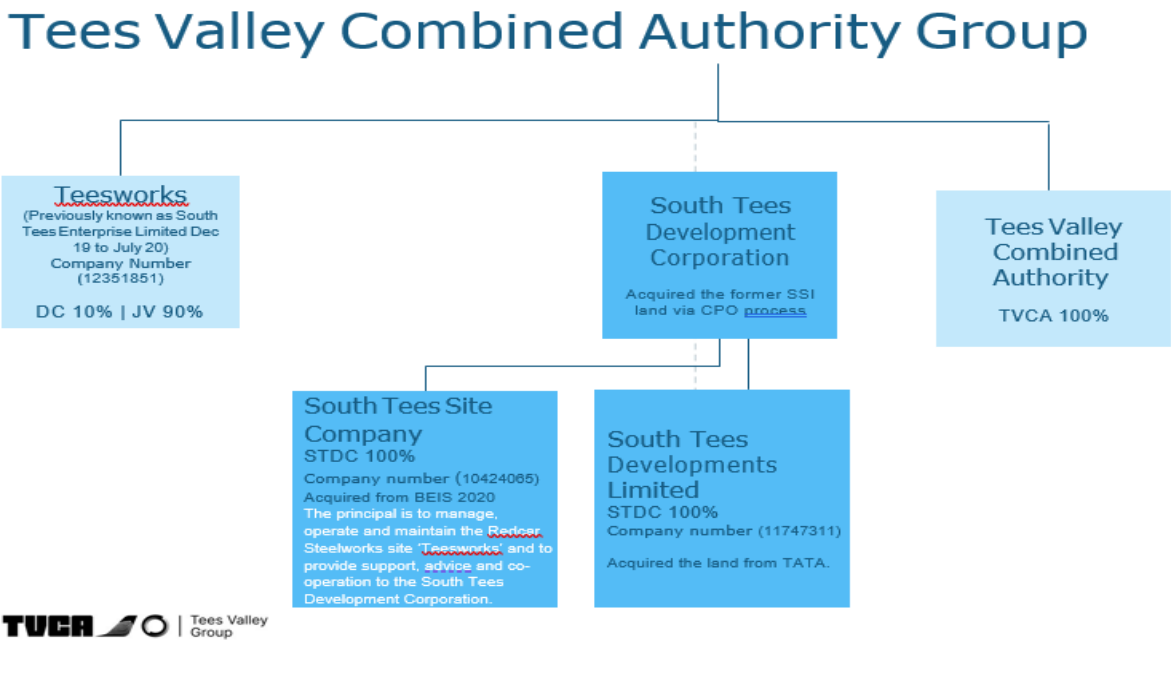 Tees Valley Combined Authority Group
Teesworks
(Previously known as South
Tees Enterprise Limited Dec
19 to July 20)
Company Number
(12351851)
DC 10% | JV 90%
South Tees
Development
Corporation
Acquired the former SSI
land via CPO process
Tees Valley
Combined
Authority
TVCA 100%
South Tees Site
Company
STDC 100%
Company number (10424065)
Acquired from BEIS 2020
The principal is to manage,
operate and maintain the Redcar
Steelworks site 'Teesworks' and to
provide support, advice and co-
operation to the South Tees
Development Corporation.
South Tees
Developments
Limited
STDC 100%
Company number (11747311)
Acquired the land from TATA.
TVCA
Tees Valley
Group